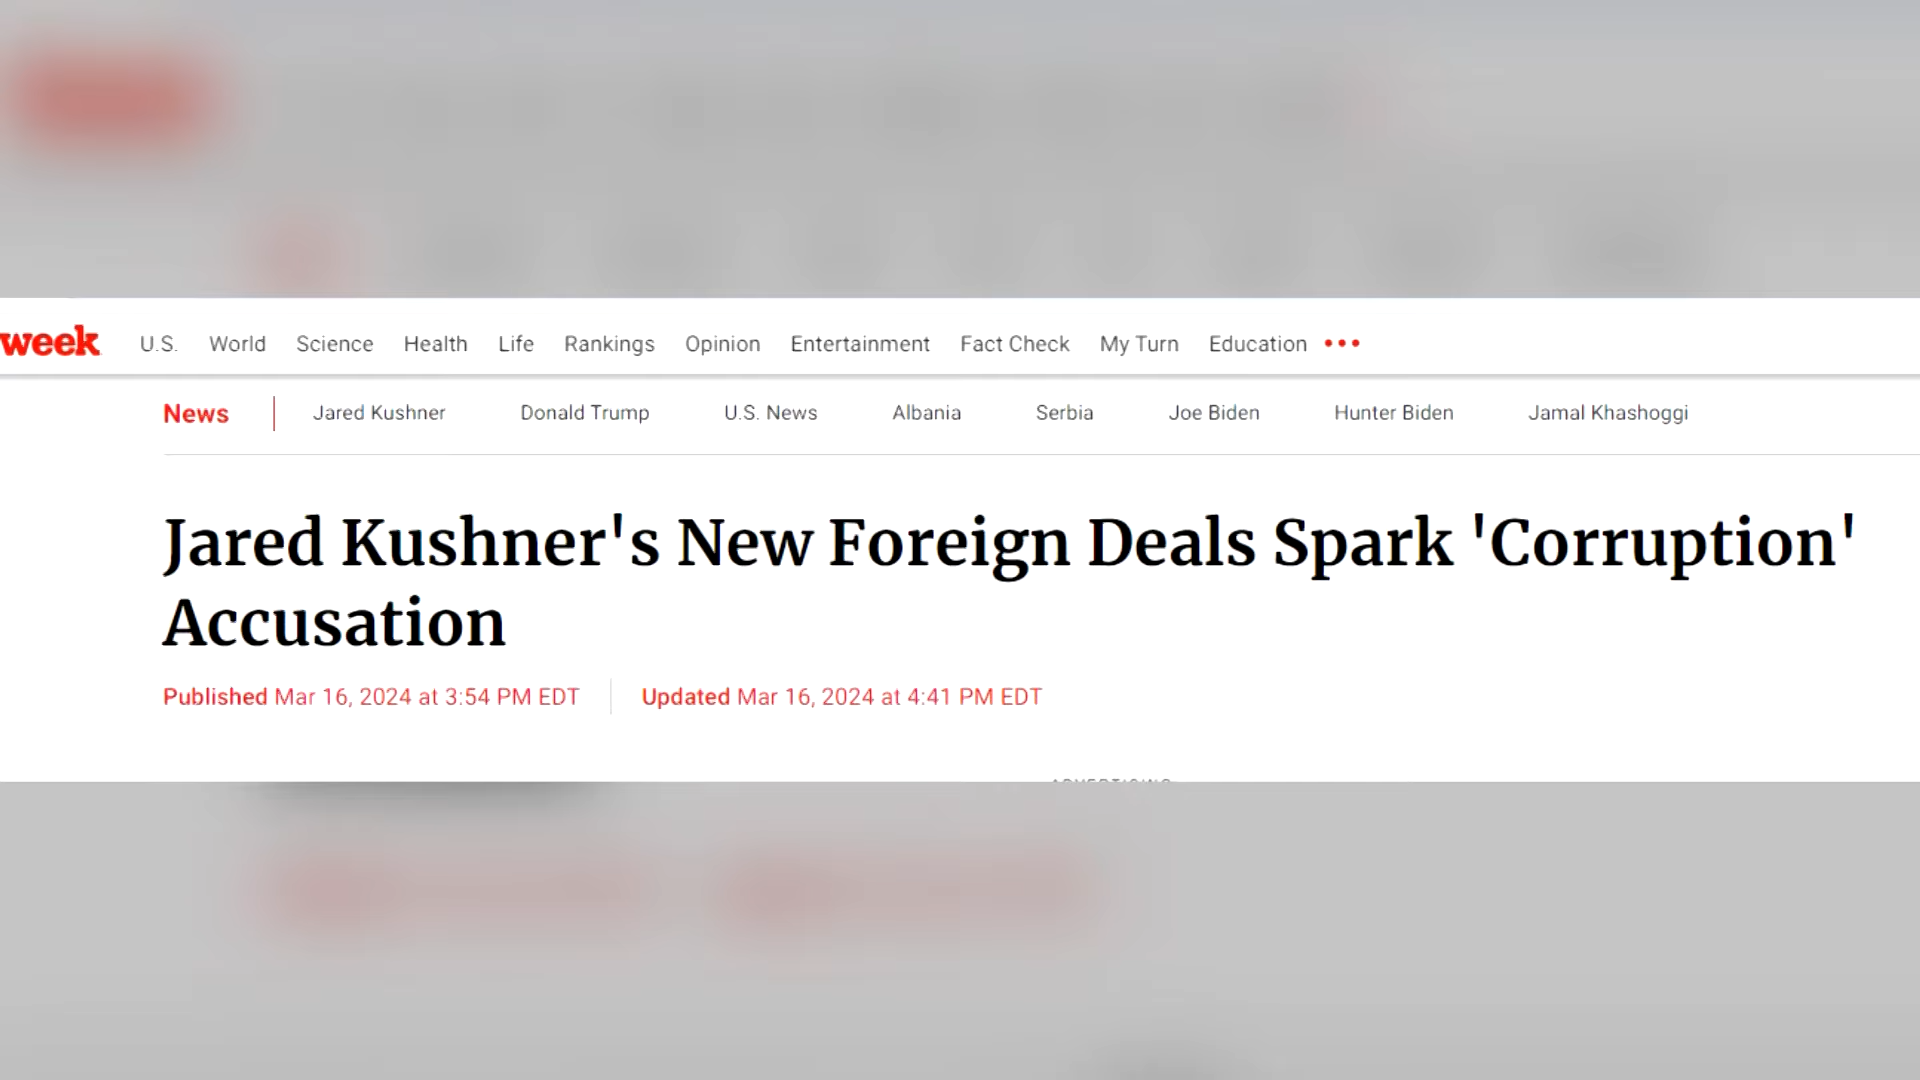 week U.S. World Science Health Life Rankings Opinion Entertainment Fact Check My Turn Education
News Jared Kushner Donald Trump U.S. News Albania Serbia Joe Biden Hunter Biden Jamal Khashoggi
Jared Kushner's New Foreign Deals Spark 'Corruption'
Accusation
Published Mar 16, 2024 at 3:54 PM EDT Updated Mar 16, 2024 at 4:41 PM EDT